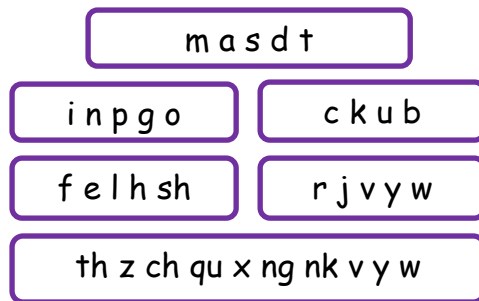 m a s d t
i n p g o
c k u b
f e l h sh
r j v y w
th z ch qu x ng nk v y w